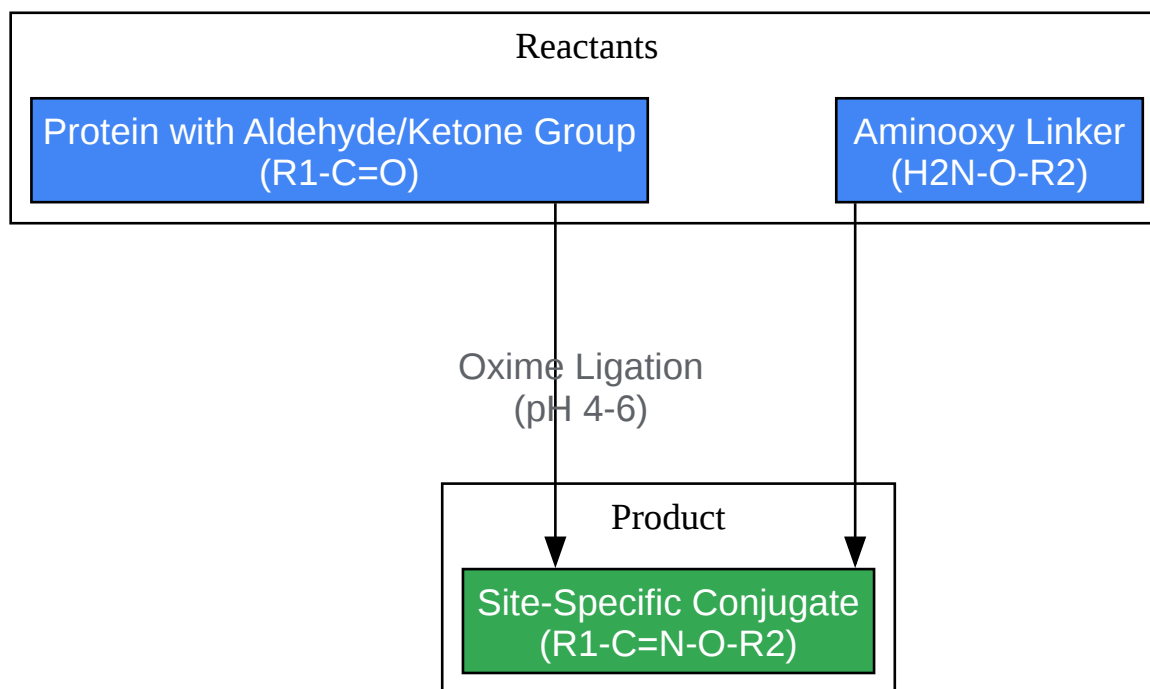 Reactants
Protein with Aldehyde/Ketone Group
(R1-C=O)
Aminooxy Linker
(H2N-O-R2)
Oxime Ligation
(pH 4-6)
Product
Site-Specific Conjugate
(R1-C=N-O-R2)